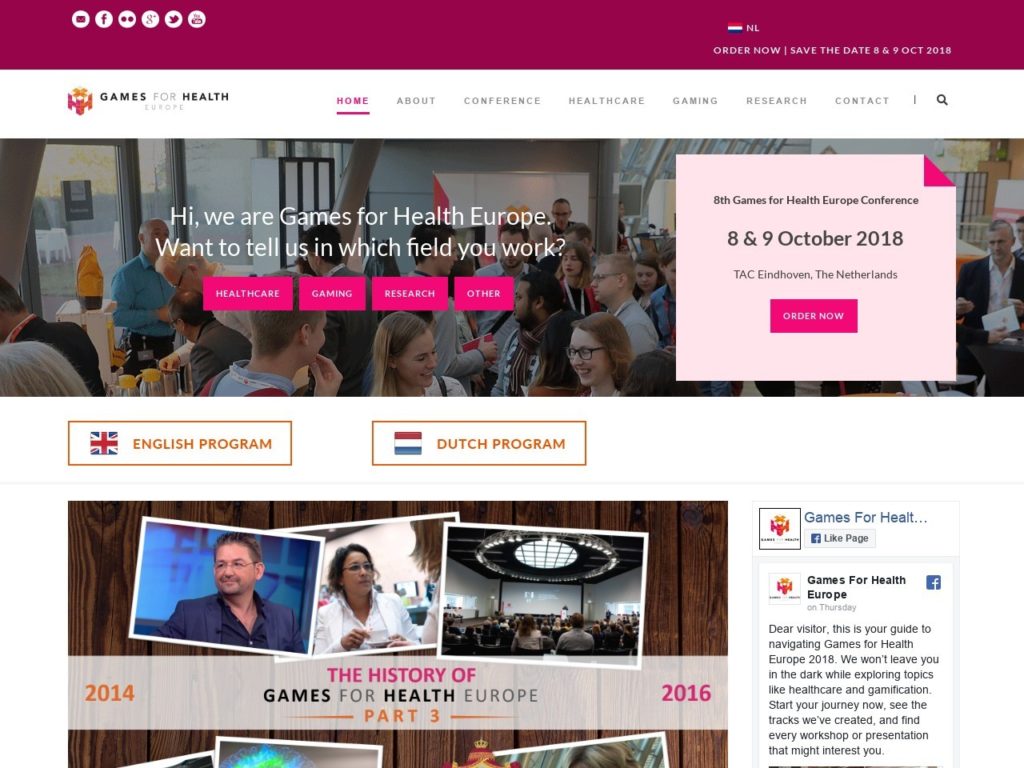 NL
ORDER NOW | SAVE THE DATE 8 & 9 OCT 2018
GAMES FOR HEALTH
EUROPE
HOME ABOUT CONFERENCE HEALTHCARE GAMING RESEARCH CONTACT |
Hi, we are Games for Health Europe.
Want to tell us in which field you work?
HEALTHCARE GAMING RESEARCH OTHER
8th Games for Health Europe Conference
8 & 9 October 2018
TAC Eindhoven, The Netherlands
ORDER NOW
ENGLISH PROGRAM DUTCH PROGRAM
2014
THE HISTORY OF
GAMES FOR HEALTH EUROPE
PART 3
2016
Games For Healt…
Like Page
Games For Health
Europe
on Thursday
Dear visitor, this is your guide to
navigating Games for Health
Europe 2018. We won't leave you
in the dark while exploring topics
like healthcare and gamification.
Start your journey now, see the
tracks we've created, and find
every workshop or presentation
that might interest you.